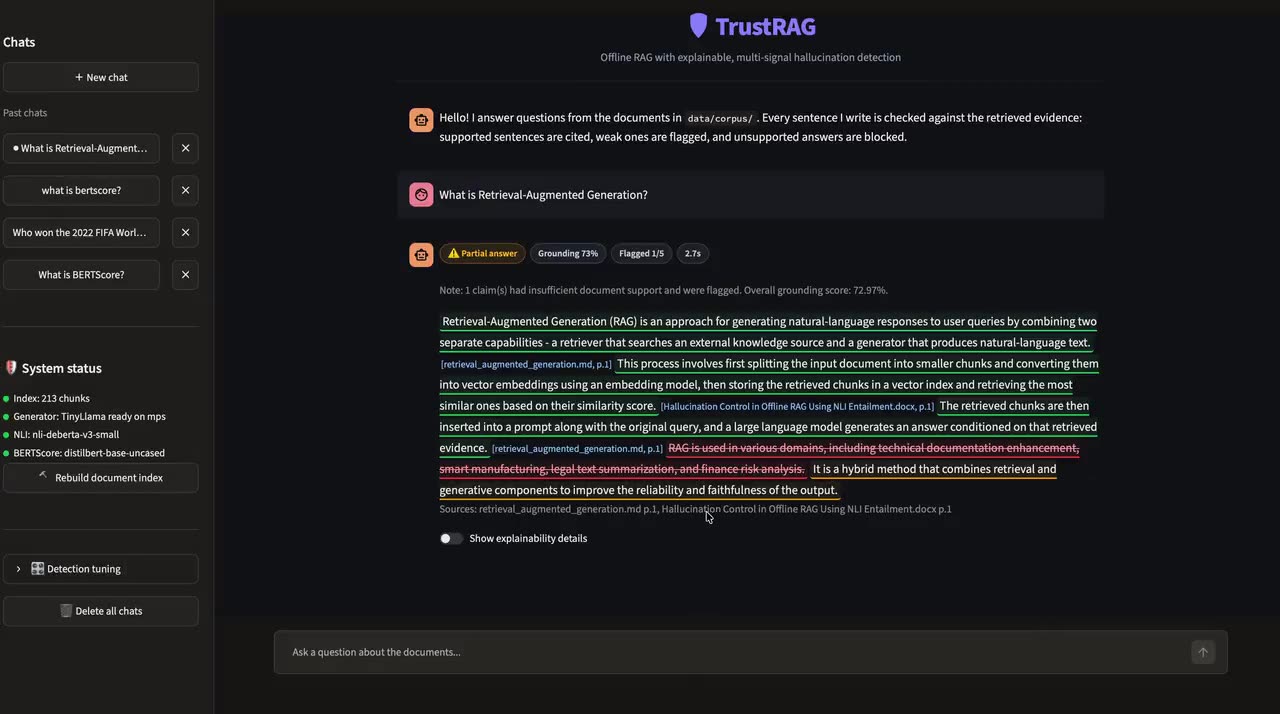 Chats
+ New chat
Past chats
What is Retrieval-Augment...
what is bertscore?
Who won the 2022 FIFA Worl...
What is BERTScore?
System status
Index: 213 chunks
Generator: TinyLlama ready on mps
NLI: nli-deberta-v3-small
BERTScore: distilbert-base-uncased
Rebuild document index
Detection tuning
Delete all chats
TrustRAG
Offline RAG with explainable, multi-signal hallucination detection
Hello! I answer questions from the documents in data/corpus/ . Every sentence I write is checked against the retrieved evidence:
supported sentences are cited, weak ones are flagged, and unsupported answers are blocked.
What is Retrieval-Augmented Generation?
Partial answer Grounding 73% Flagged 1/5 2.7s
Note: 1 claim(s) had insufficient document support and were flagged. Overall grounding score: 72.97%.
Retrieval-Augmented Generation (RAG) is an approach for generating natural-language responses to user queries by combining two
separate capabilities - a retriever that searches an external knowledge source and a generator that produces natural-language text.
[retrieval_augmented_generation.md, p.1] This process involves first splitting the input document into smaller chunks and converting them
into vector embeddings using an embedding model, then storing the retrieved chunks in a vector index and retrieving the most
similar ones based on their similarity score. [Hallucination Control in Offline RAG Using NLI Entailment.docx, p.1] The retrieved chunks are then
inserted into a prompt along with the original query, and a large language model generates an answer conditioned on that retrieved
evidence. [retrieval_augmented_generation.md, p.1] RAG is used in various domains, including technical documentation enhancement,
smart manufacturing, legal text summarization, and finance risk analysis. It is a hybrid method that combines retrieval and
generative components to improve the reliability and faithfulness of the output.
Sources: retrieval_augmented_generation.md p.1, Hallucination Control in Offline RAG Using NLI Entailment.docx p.1
Show explainability details
Ask a question about the documents...